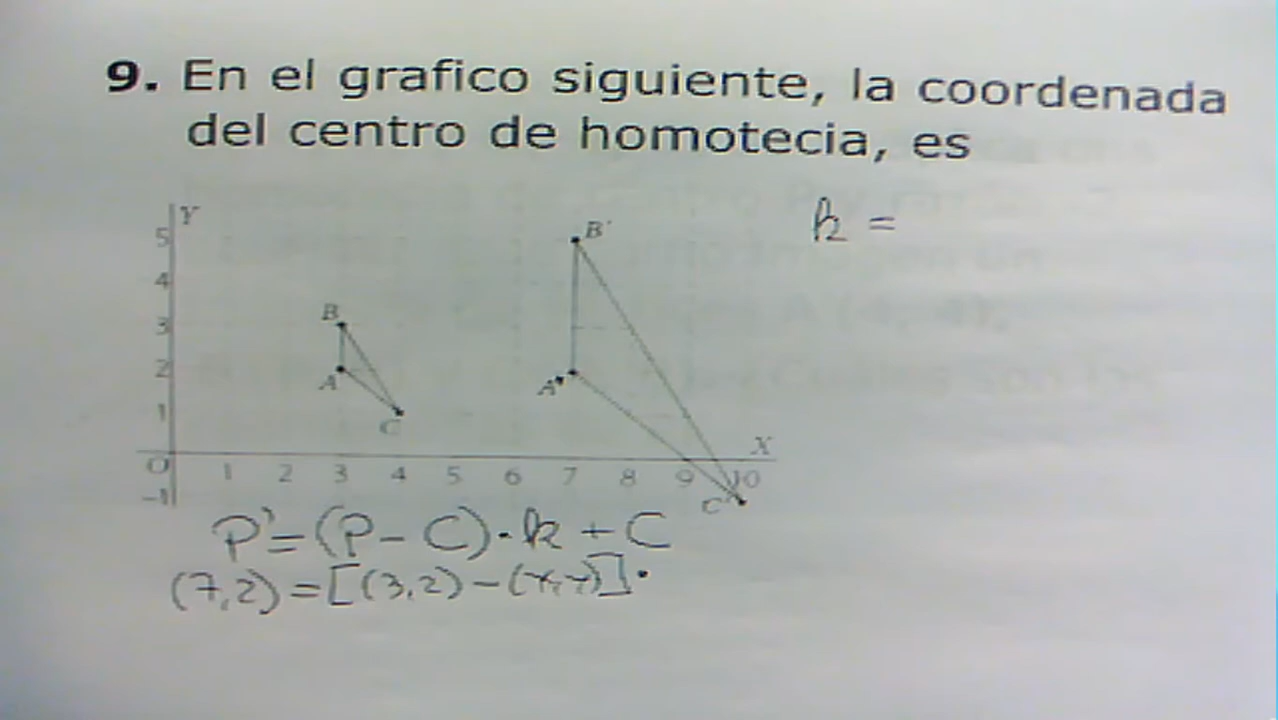 9. En el grafico siguiente, la coordenada
del centro de homotecia, es
k =
Y
5
4
3
2
1
O
-1
1 2 3 4 5 6 7 8 9 10
X
B
A
C
B'
A'
C'
P'=(P-C)·k+C
(7,2)=[(3,2)-(x,y)]·